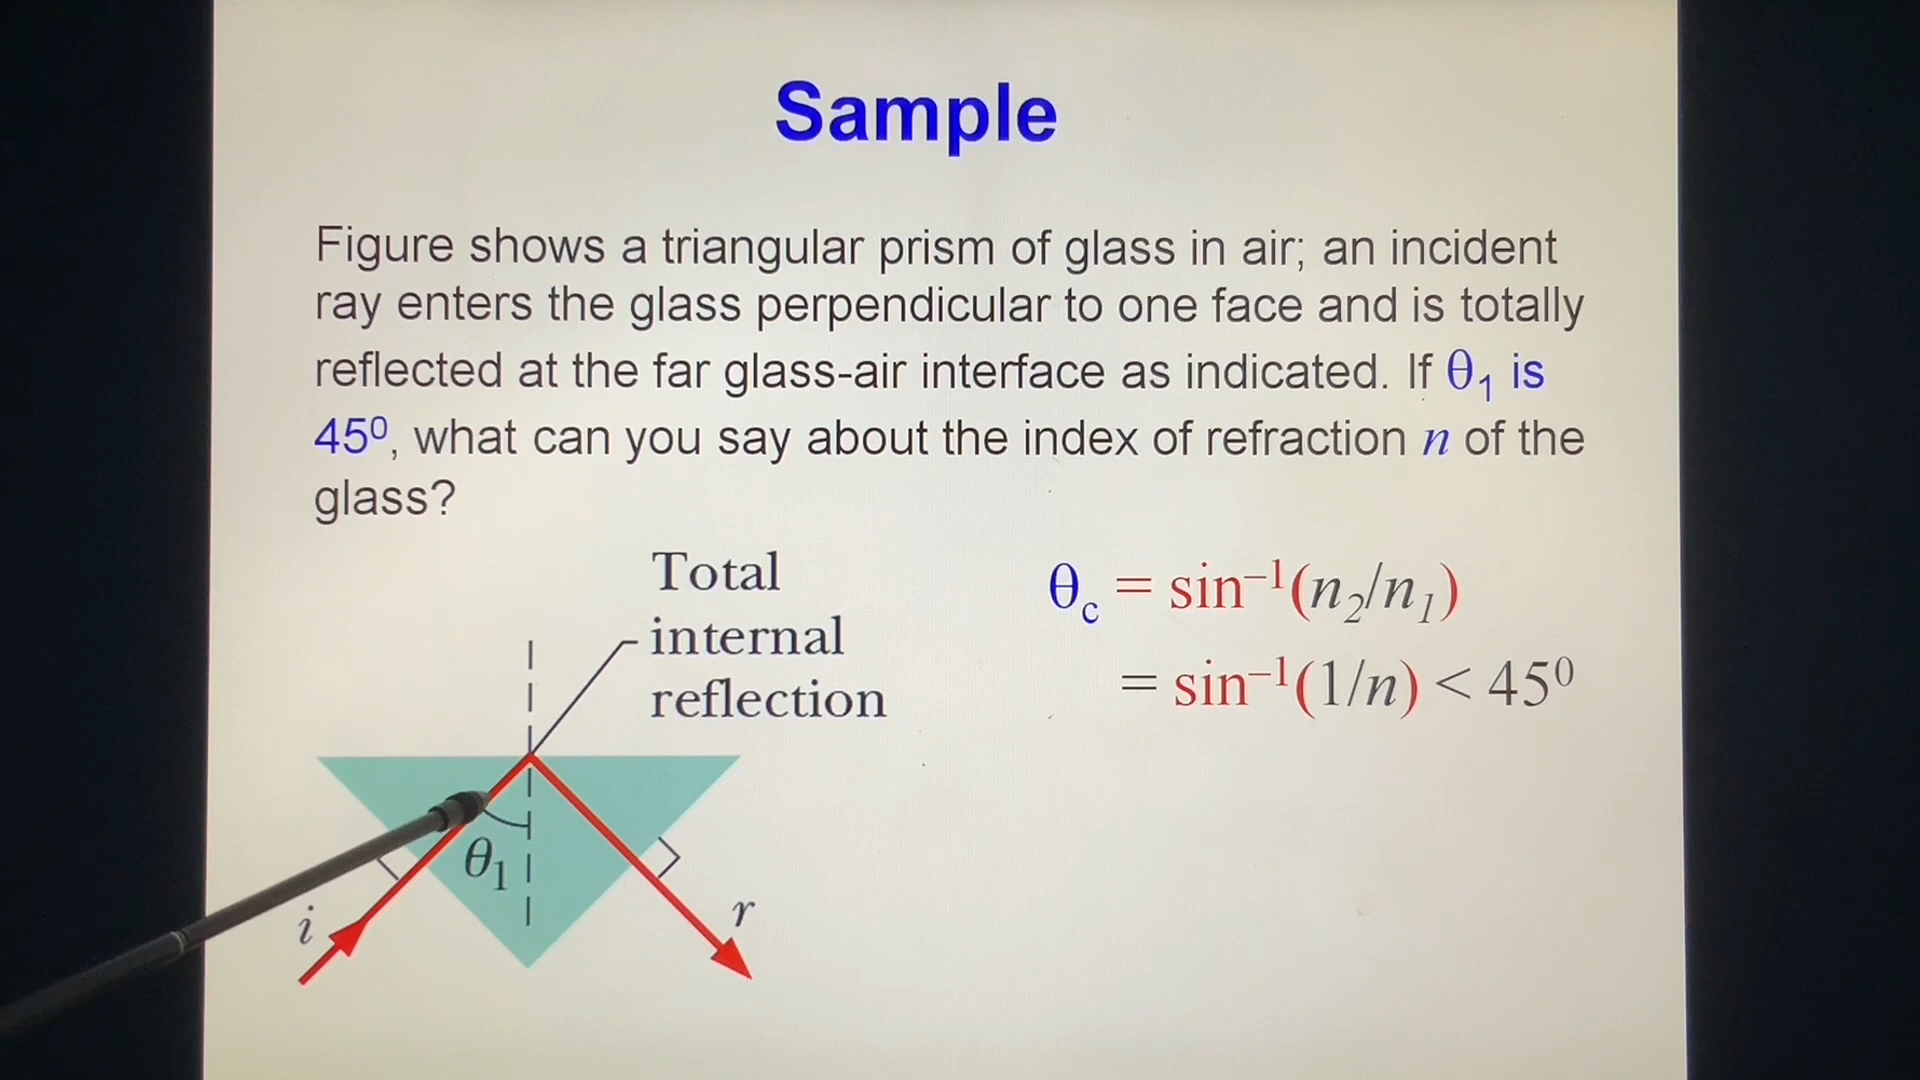 Sample
Figure shows a triangular prism of glass in air; an incident
ray enters the glass perpendicular to one face and is totally
reflected at the far glass-air interface as indicated. If θ₁ is
45⁰, what can you say about the index of refraction n of the
glass?
Total
internal
reflection
θ₁
i
r
θ_c = sin⁻¹(n₂/n₁)
= sin⁻¹(1/n) < 45⁰